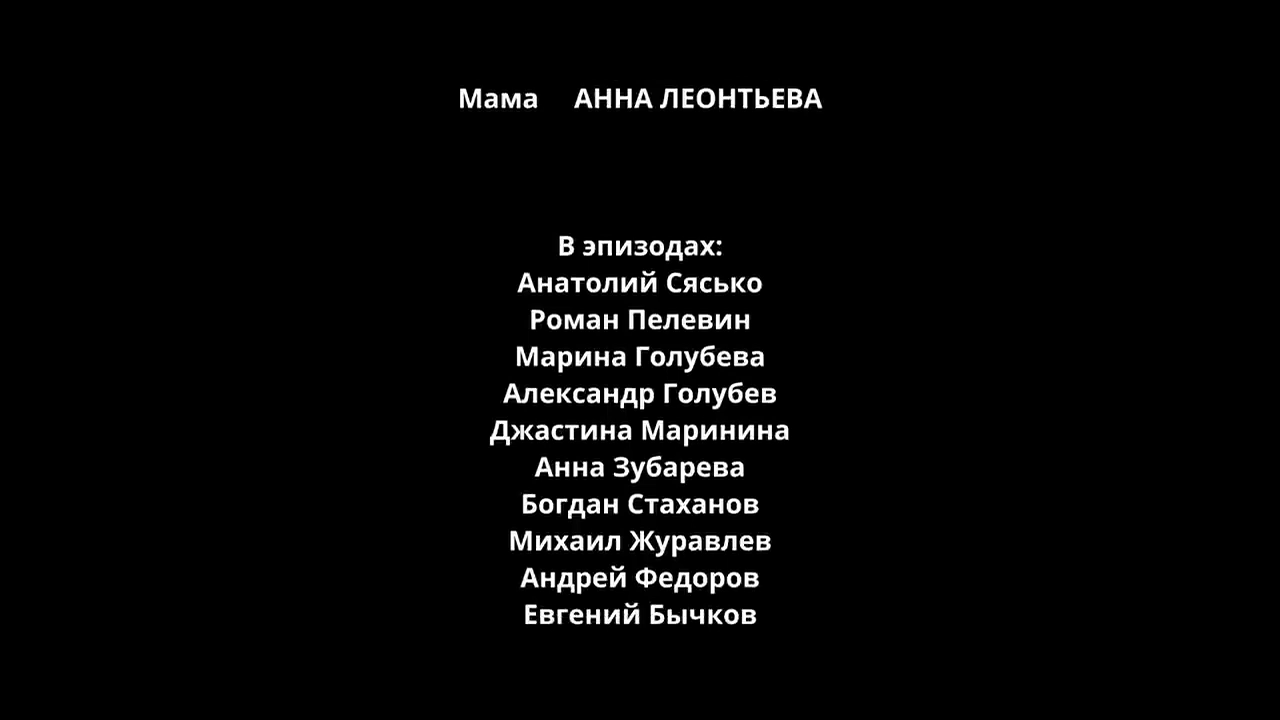 Мама АННА ЛЕОНТЬЕВА
В эпизодах:
Анатолий Сясько
Роман Пелевин
Марина Голубева
Александр Голубев
Джастина Маринина
Анна Зубарева
Богдан Стаханов
Михаил Журавлев
Андрей Федоров
Евгений Бычков